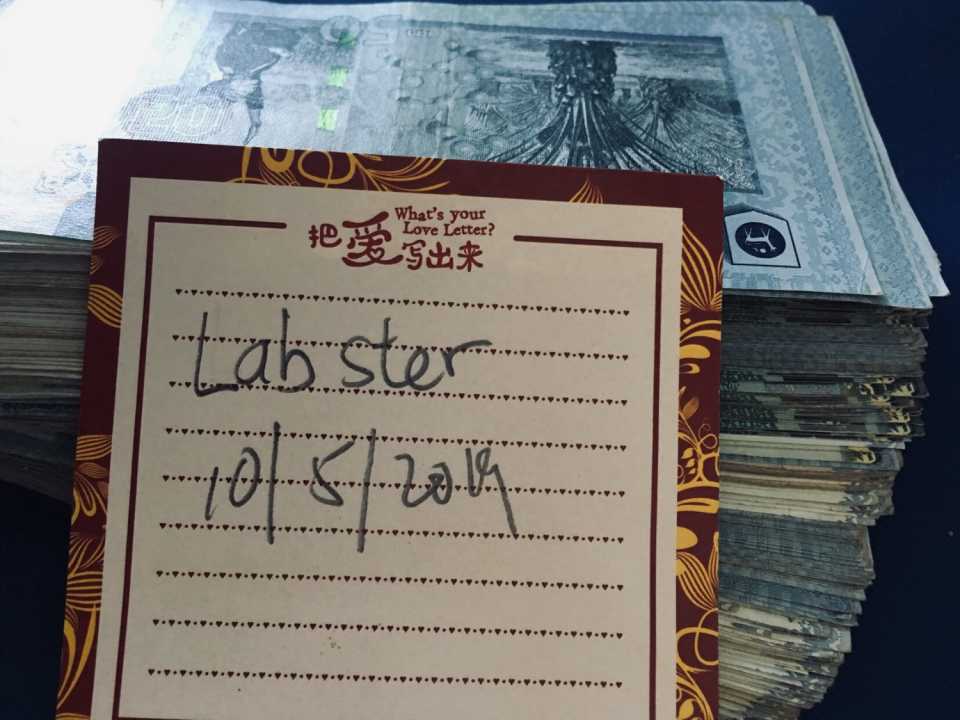 What's your
Love Letter?
把爱写出来
Lab ster
10/5/2019